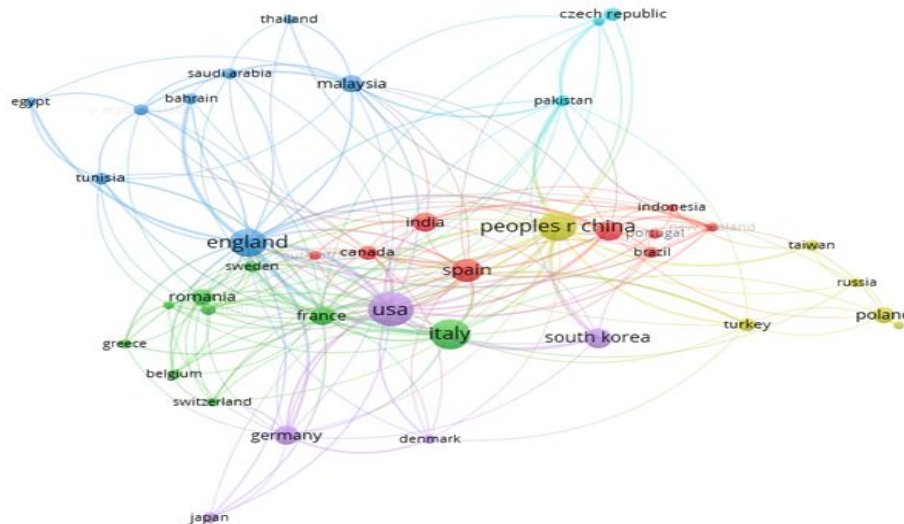 czech republic
thailand
saudi arabia
malaysia
egypt
bahrain
pakistan
tunisia
indonesia
india
peoples r china
portugal
england
canada
brazil
taiwan
sweden
spain
russia
romania
usa
france
poland
italy
turkey
south korea
greece
belgium
switzerland
germany
denmark
japan